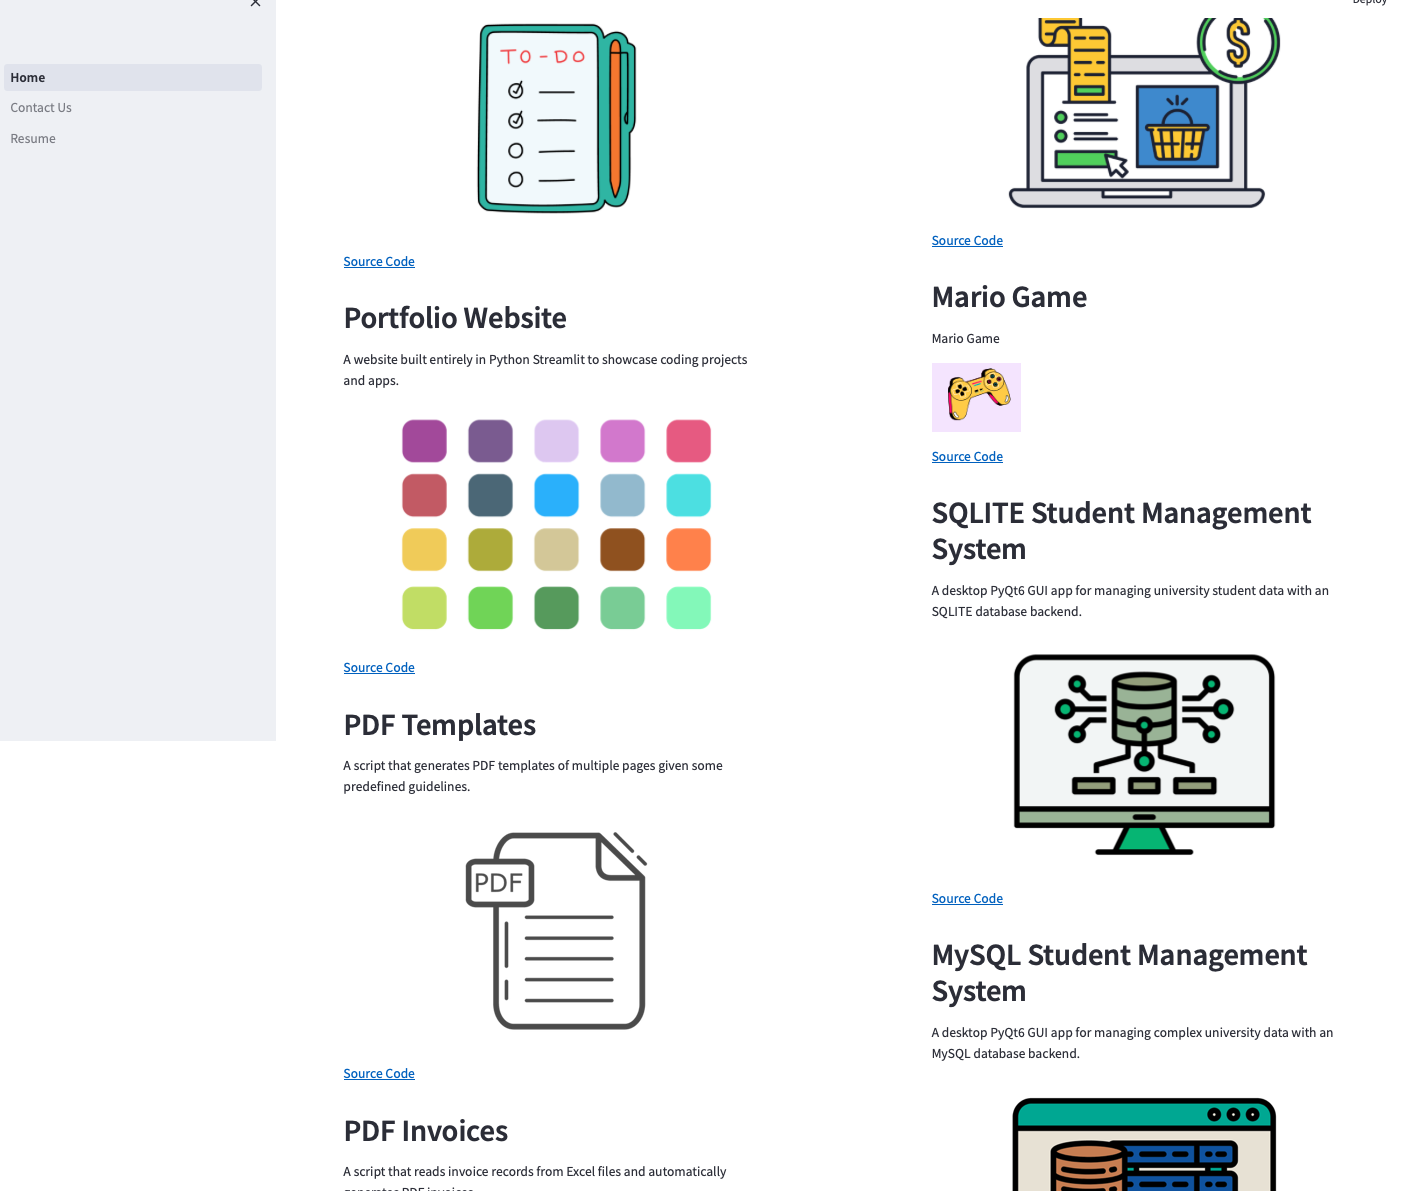 Deploy
Home
Contact Us
Resume
TO-DO
Source Code
Portfolio Website
A website built entirely in Python Streamlit to showcase coding projects
and apps.
Source Code
PDF Templates
A script that generates PDF templates of multiple pages given some
predefined guidelines.
PDF
Source Code
PDF Invoices
A script that reads invoice records from Excel files and automatically
generates PDF invoices.
$
Source Code
Mario Game
Mario Game
Source Code
SQLITE Student Management
System
A desktop PyQt6 GUI app for managing university student data with an
SQLITE database backend.
Source Code
MySQL Student Management
System
A desktop PyQt6 GUI app for managing complex university data with an
MySQL database backend.